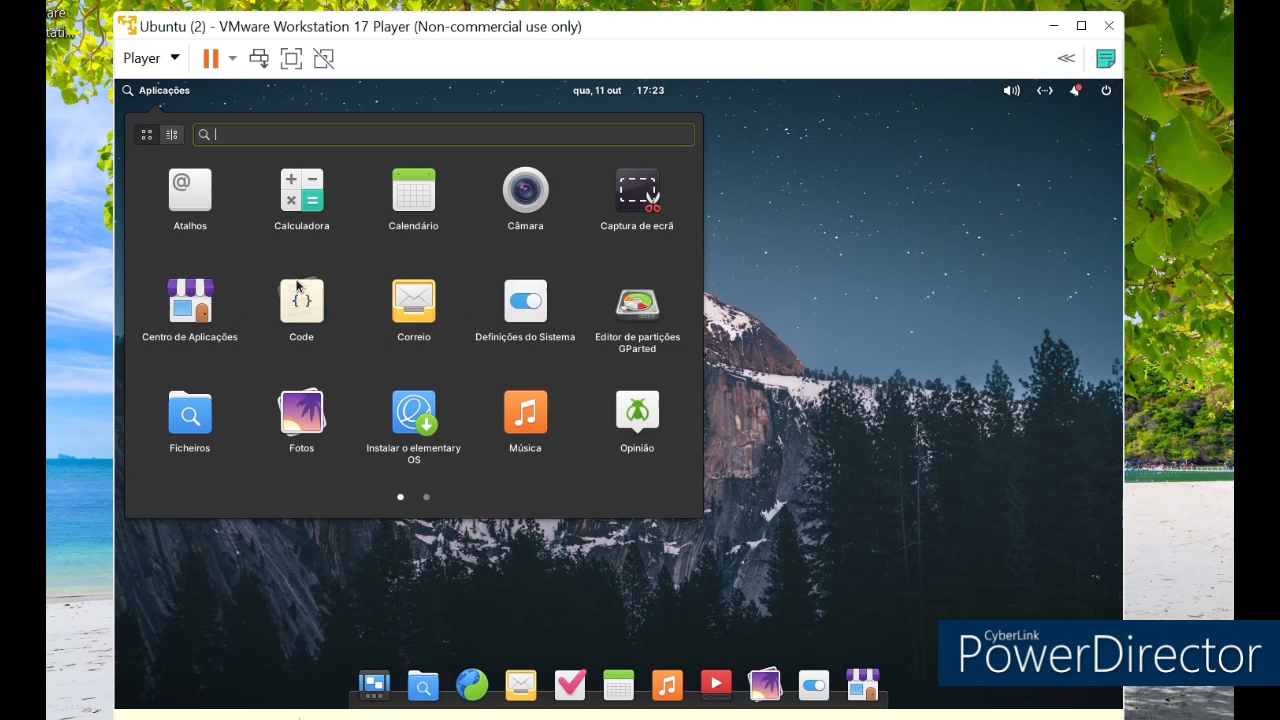 are
tati...
Ubuntu (2) - VMware Workstation 17 Player (Non-commercial use only)
Player
Aplicações
qua, 11 out 17:23
Atalhos
Calculadora
Calendário
Câmara
Captura de ecrã
Centro de Aplicações
Code
Correio
Definições do Sistema
Editor de partições
GParted
Ficheiros
Fotos
Instalar o elementary
OS
Música
Opinião
CyberLink
PowerDirector